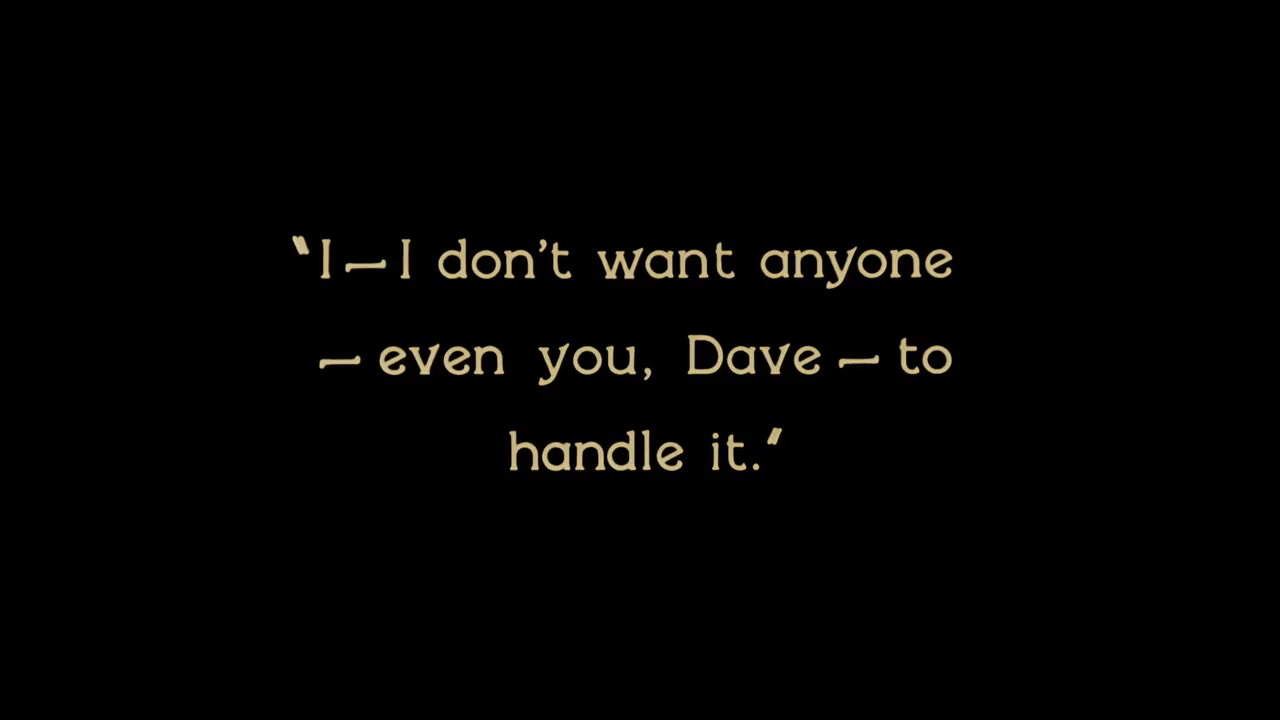 "I—I don't want anyone
— even you, Dave — to
handle it."